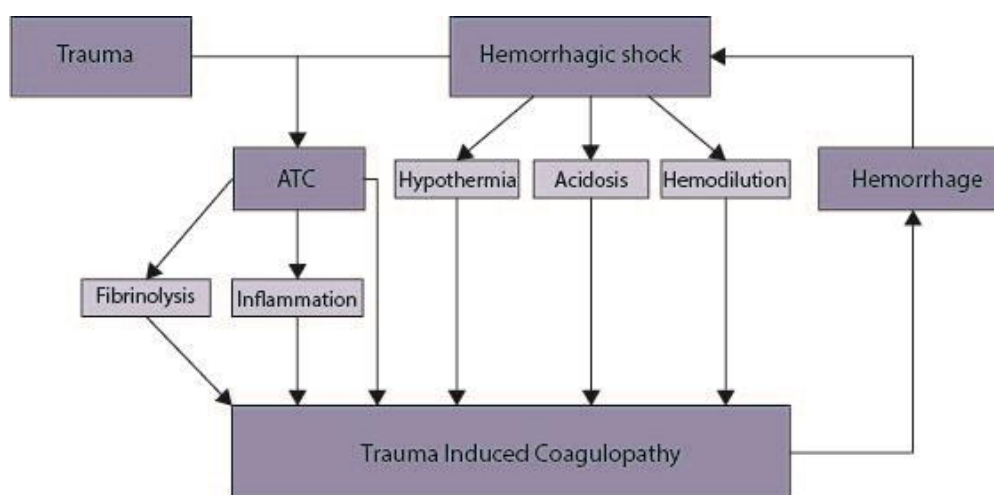 Trauma
Hemorrhagic shock
ATC
Hypothermia
Acidosis
Hemodilution
Hemorrhage
Fibrinolysis
Inflammation
Trauma Induced Coagulopathy